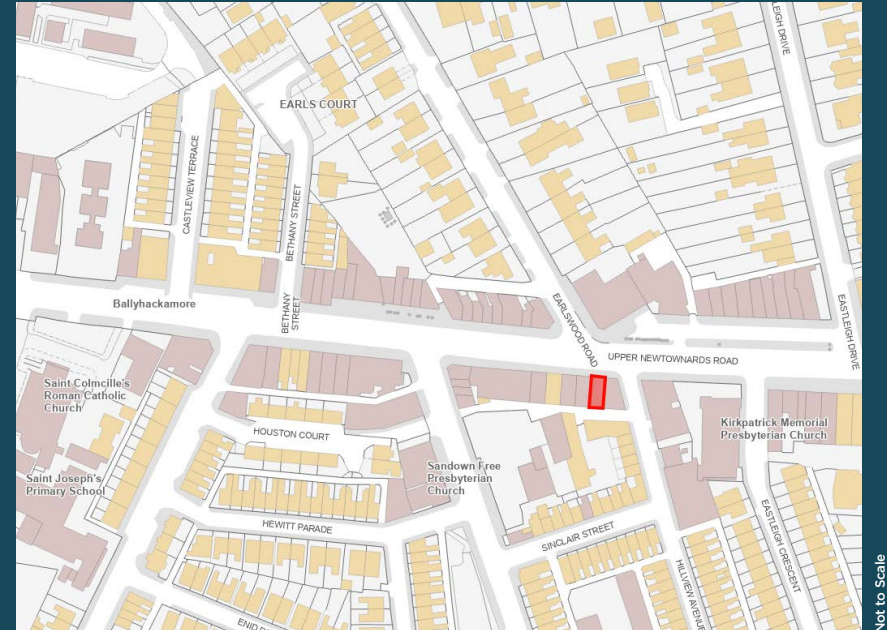 EIGH DRIVE
EARLS COURT
CASTLEVIEW TERRACE
BETHANY STREET
Ballyhackamore
BETHANY
STREET
EARLSWOOD ROAD
EASTLEIGH DRIVE
UPPER NEWTOWNARDS ROAD
Saint Colmcille's
Roman Catholic
Church
HOUSTON COURT
Kirkpatrick Memorial
Presbyterian Church
Saint Joseph's
Primary School
Sandown Free
Presbyterian
Church
HEWITT PARADE
SINCLAIR STREET
EASTLEIGH CRESCENT
HILLVIEW AVENUE
ENID
Not to Scale